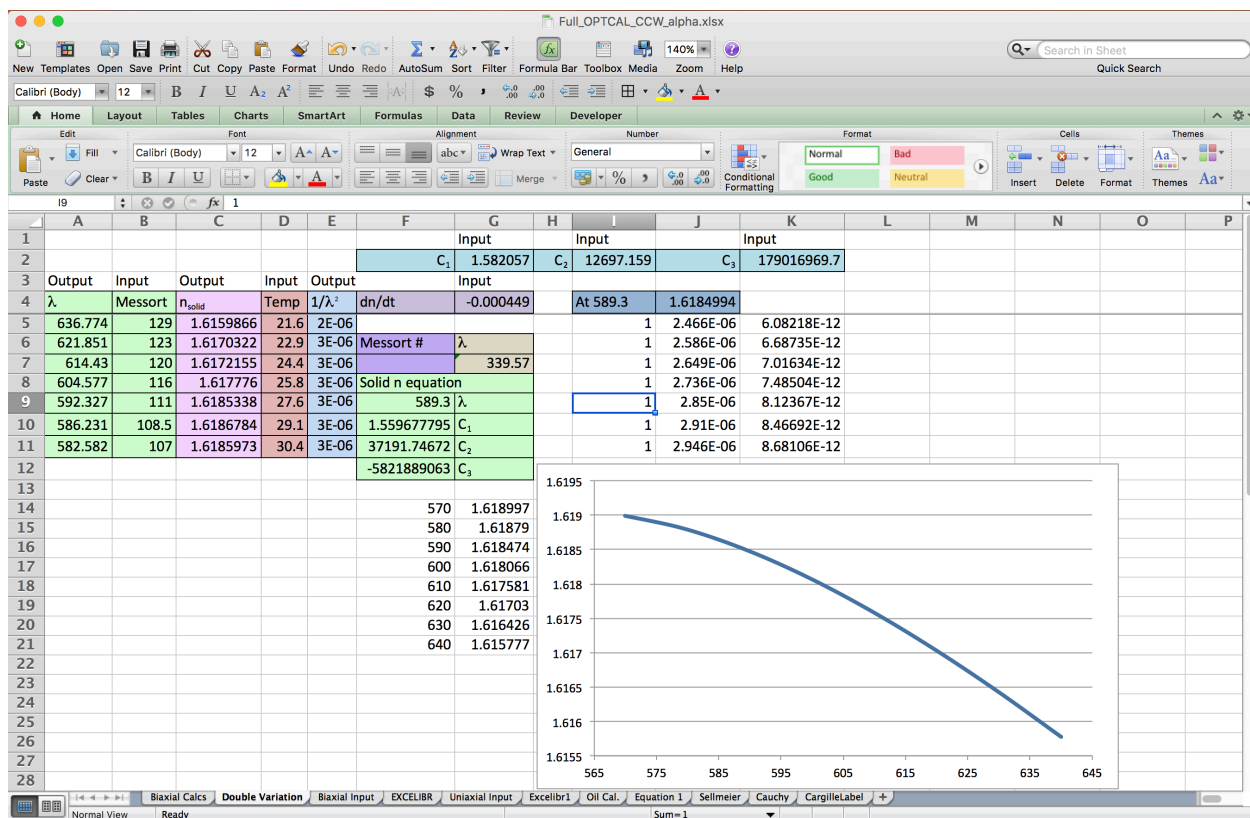 Full_OPTCAL_CCW_alpha.xlsx
140%
Search in Sheet
New Templates Open Save Print Cut Copy Paste Format Undo Redo AutoSum Sort Filter Formula Bar Toolbox Media Zoom Help Quick Search
Calibri (Body) 12 B I U A2 A2 A $ % , .0 .00 .00 .0 A
Home Layout Tables Charts SmartArt Formulas Data Review Developer
Edit Font Alignment Number Format Cells Themes
Fill Calibri (Body) 12 A A abc Wrap Text General Normal Bad Aa
Paste Clear B I U A Merge % , .0 .00 .00 .0 Conditional Formatting Good Neutral Insert Delete Format Themes Aa
I9 fx 1
A B C D E F G H I J K L M N O P
1 Input Input Input
2 C₁ 1.582057 C₂ 12697.159 C₃ 179016969.7
3 Output Input Output Input Output Input
4 λ Messort n solid Temp 1/λ² dn/dt -0.000449 At 589.3 1.6184994
5 636.774 129 1.6159866 21.6 2E-06 1 2.466E-06 6.08218E-12
6 621.851 123 1.6170322 22.9 3E-06 Messort # λ 1 2.586E-06 6.68735E-12
7 614.43 120 1.6172155 24.4 3E-06 339.57 1 2.649E-06 7.01634E-12
8 604.577 116 1.617776 25.8 3E-06 Solid n equation 1 2.736E-06 7.48504E-12
9 592.327 111 1.6185338 27.6 3E-06 589.3 λ 1 2.85E-06 8.12367E-12
10 586.231 108.5 1.6186784 29.1 3E-06 1.559677795 C₁ 1 2.91E-06 8.46692E-12
11 582.582 107 1.6185973 30.4 3E-06 37191.74672 C₂ 1 2.946E-06 8.68106E-12
12 -5821889063 C₃
13
14 570 1.618997
15 580 1.61879
16 590 1.618474
17 600 1.618066
18 610 1.617581
19 620 1.61703
20 630 1.616426
21 640 1.615777
22
23
24
25
26
27
28
1.6195
1.619
1.6185
1.618
1.6175
1.617
1.6165
1.616
1.6155
565 575 585 595 605 615 625 635 645
Biaxial Calcs Double Variation Biaxial Input EXCELIBR Uniaxial Input Excelibr1 Oil Cal. Equation 1 Sellmeier Cauchy CargilleLabel +
Normal View Ready Sum=1